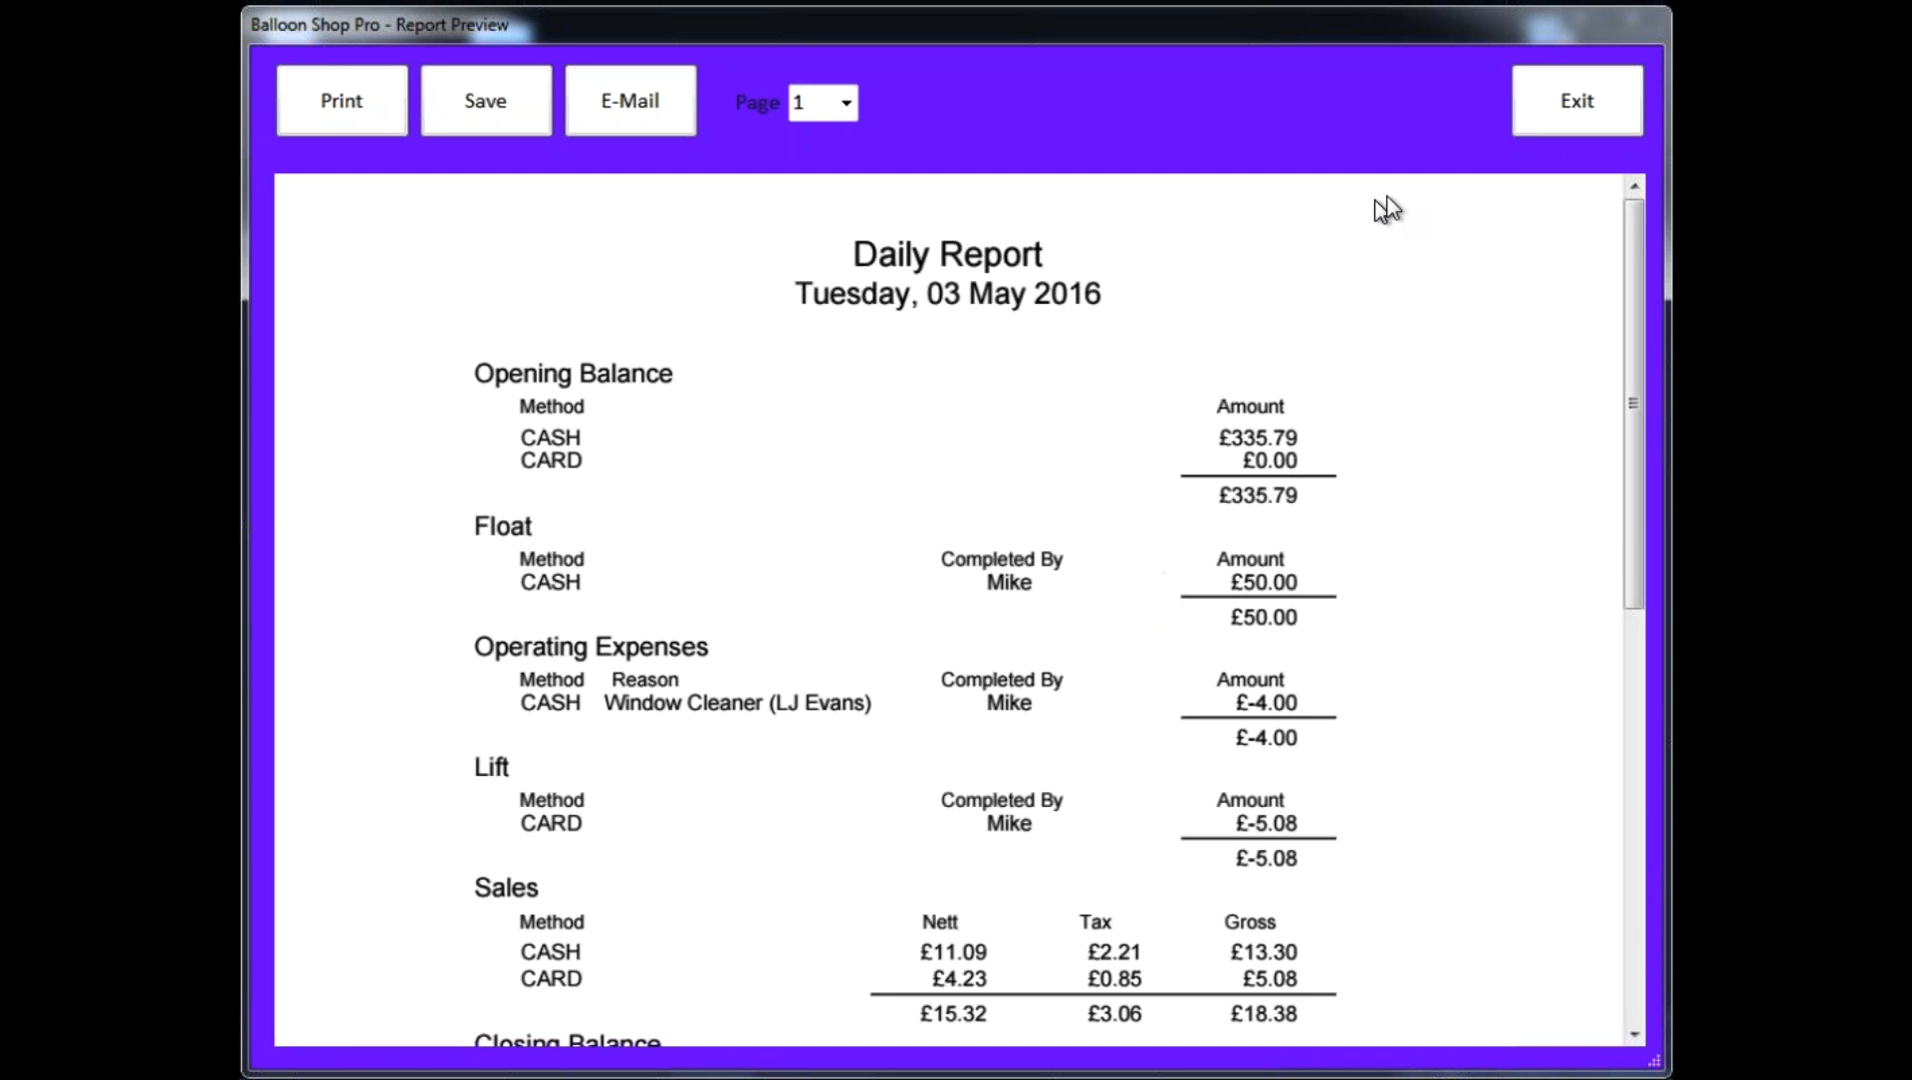 Balloon Shop Pro - Report Preview
Print Save E-Mail Page 1 Exit
Daily Report
Tuesday, 03 May 2016
Opening Balance
Method Amount
CASH £335.79
CARD £0.00
£335.79
Float
Method Completed By Amount
CASH Mike £50.00
£50.00
Operating Expenses
Method Reason Completed By Amount
CASH Window Cleaner (LJ Evans) Mike £-4.00
£-4.00
Lift
Method Completed By Amount
CARD Mike £-5.08
£-5.08
Sales
Method Nett Tax Gross
CASH £11.09 £2.21 £13.30
CARD £4.23 £0.85 £5.08
£15.32 £3.06 £18.38
Closing Balance